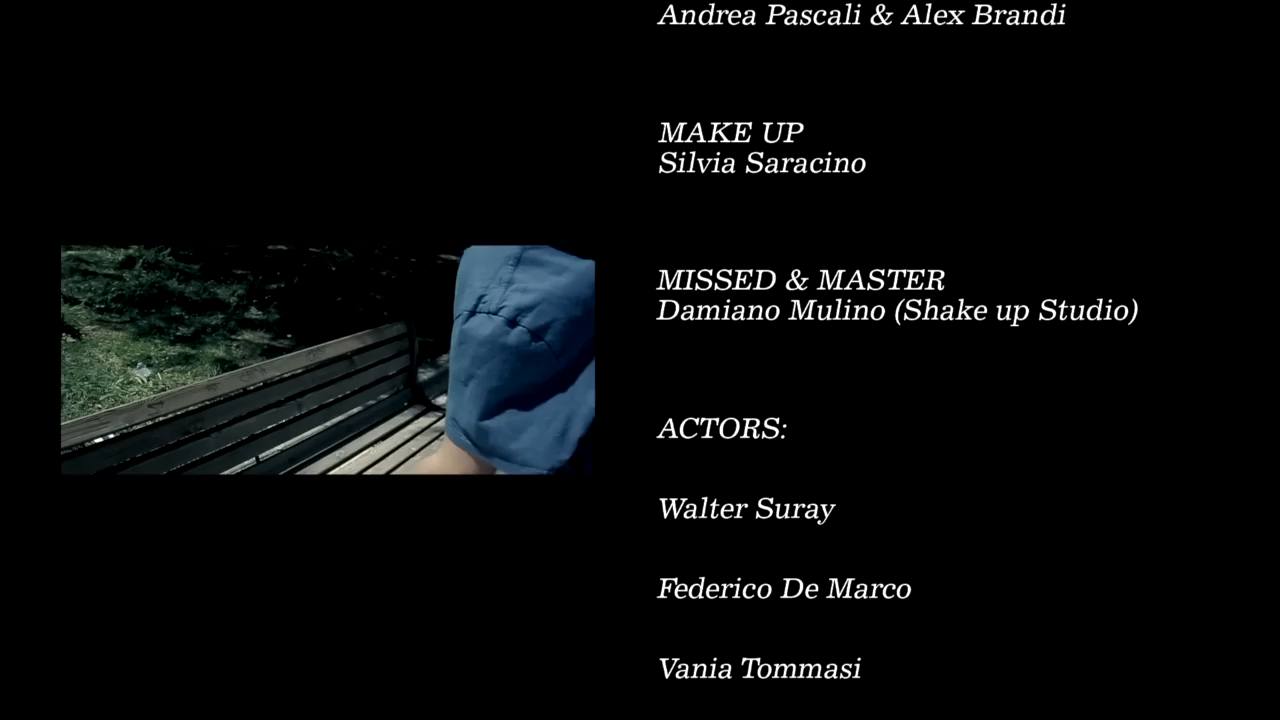 Andrea Pascali & Alex Brandi
MAKE UP
Silvia Saracino
MISSED & MASTER
Damiano Mulino (Shake up Studio)
ACTORS:
Walter Suray
Federico De Marco
Vania Tommasi